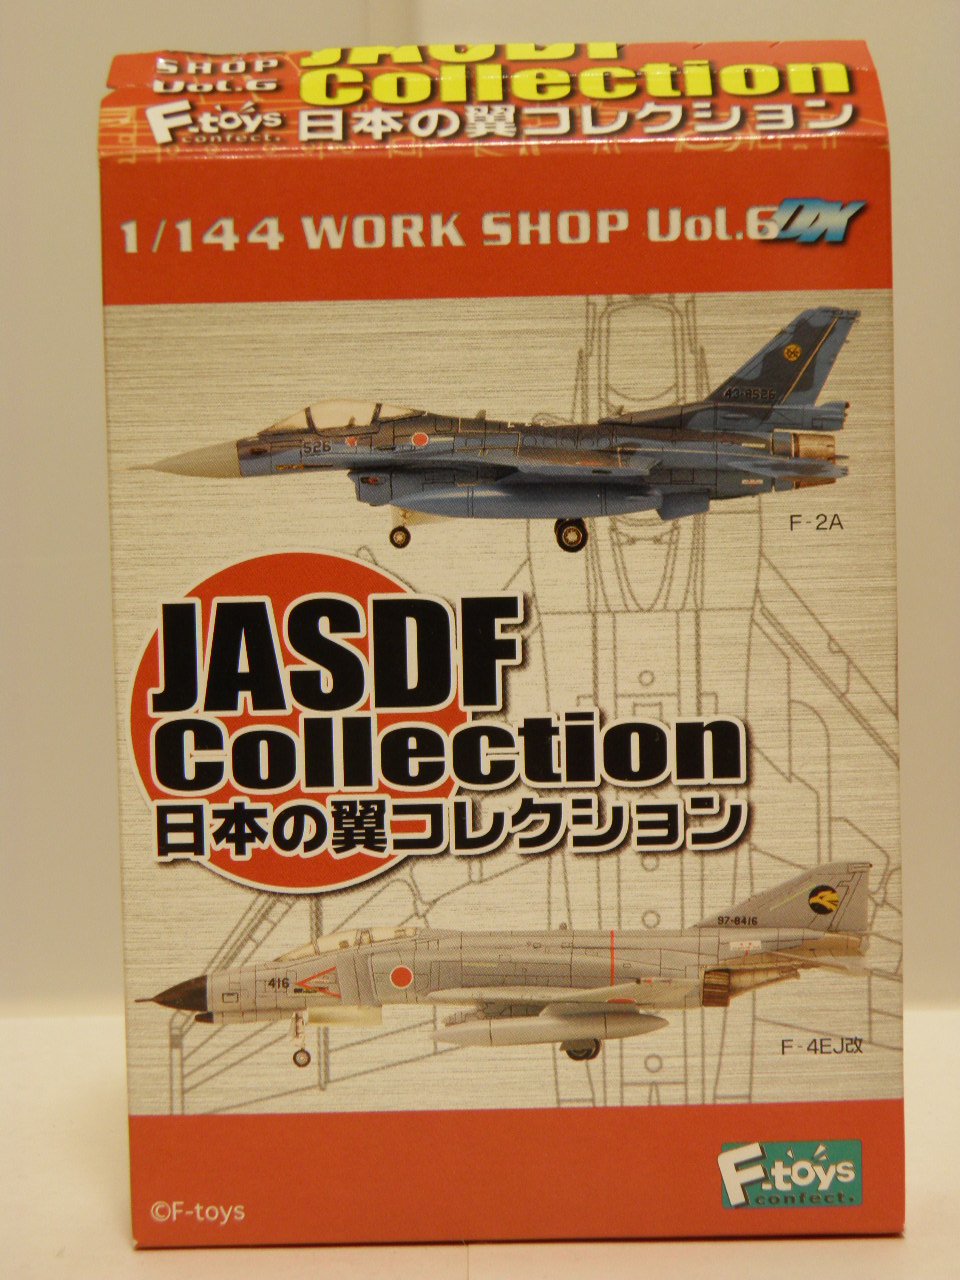 SHOP
Vol.6
F-toys
confect.
JASDF
Collection
日本の翼コレクション
1/144 WORK SHOP Vol.6 DX
43-8526
526
F-2A
JASDF
Collection
日本の翼コレクション
97-8416
416
F-4EJ改
F-toys
confect.
©F-toys